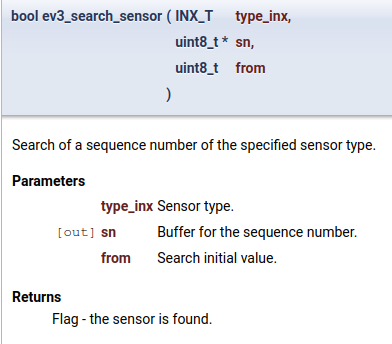 bool ev3_search_sensor ( INX_T type_inx,
uint8_t * sn,
uint8_t from
)
Search of a sequence number of the specified sensor type.
Parameters
type_inx Sensor type.
[out] sn Buffer for the sequence number.
from Search initial value.
Returns
Flag - the sensor is found.